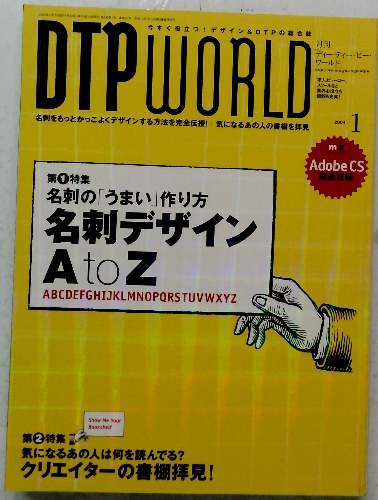 今すぐ役立つ！デザイン＆DTPの総合誌
DTPWORLD
月刊
ディー・ティー・ピー・
ワールド
名刺をもっとかっこよくデザインする方法を完全伝授！ 気になるあの人の書棚を拝見
2004 1
Adobe CS
第1特集
名刺の「うまい」作り方
名刺デザイン
A to Z
ABCDEFGHIJKLMNOPQRSTUVWXYZ
Show Me Your
Bookshelf
第2特集
気になるあの人は何を読んでる？
クリエイターの書棚拝見！